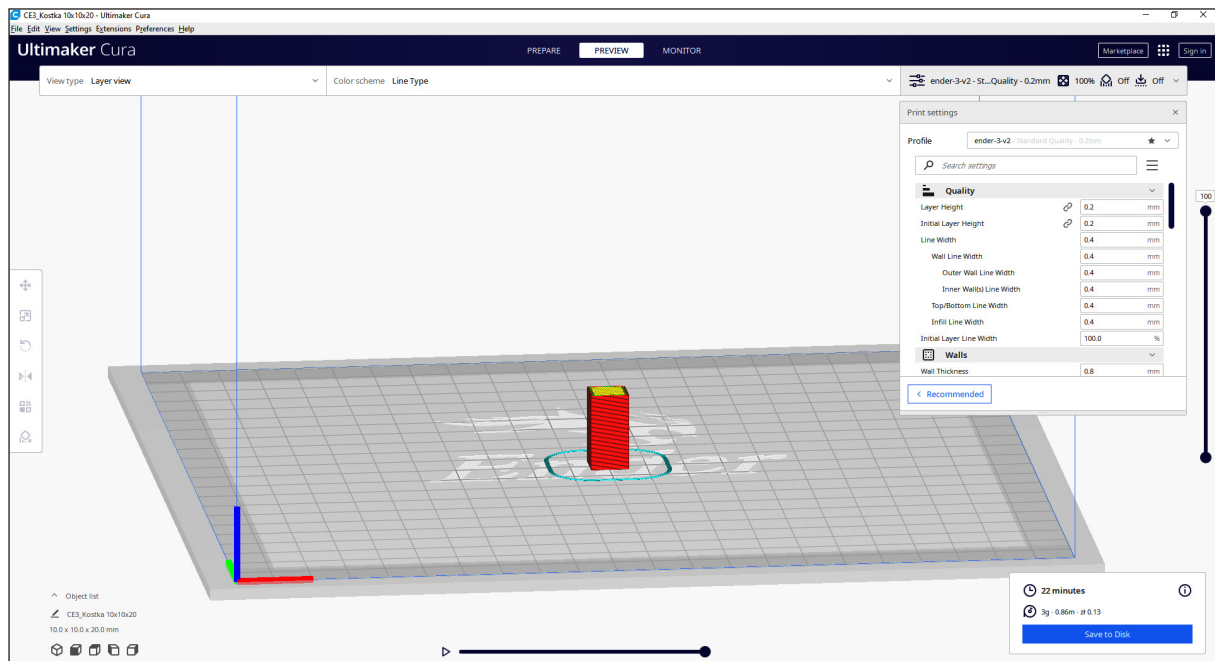 CE3_Kostka 10x10x20 - Ultimaker Cura
File Edit View Settings Extensions Preferences Help
Ultimaker Cura
PREPARE
PREVIEW
MONITOR
Marketplace
Sign in
View type Layer view
Color scheme Line Type
ender-3-v2 - St...Quality - 0.2mm 100% Off Off
Print settings
Profile ender-3-v2 - Standard Quality - 0.2mm
Search settings
Quality
Layer Height 0.2 mm
Initial Layer Height 0.2 mm
Line Width 0.4 mm
Wall Line Width 0.4 mm
Outer Wall Line Width 0.4 mm
Inner Wall(s) Line Width 0.4 mm
Top/Bottom Line Width 0.4 mm
Infill Line Width 0.4 mm
Initial Layer Line Width 100.0 %
Walls
Wall Thickness 0.8 mm
Recommended
100
Ender
Object list
CE3_Kostka 10x10x20
10.0 x 10.0 x 20.0 mm
22 minutes
3g · 0.86m · zł 0.13
Save to Disk